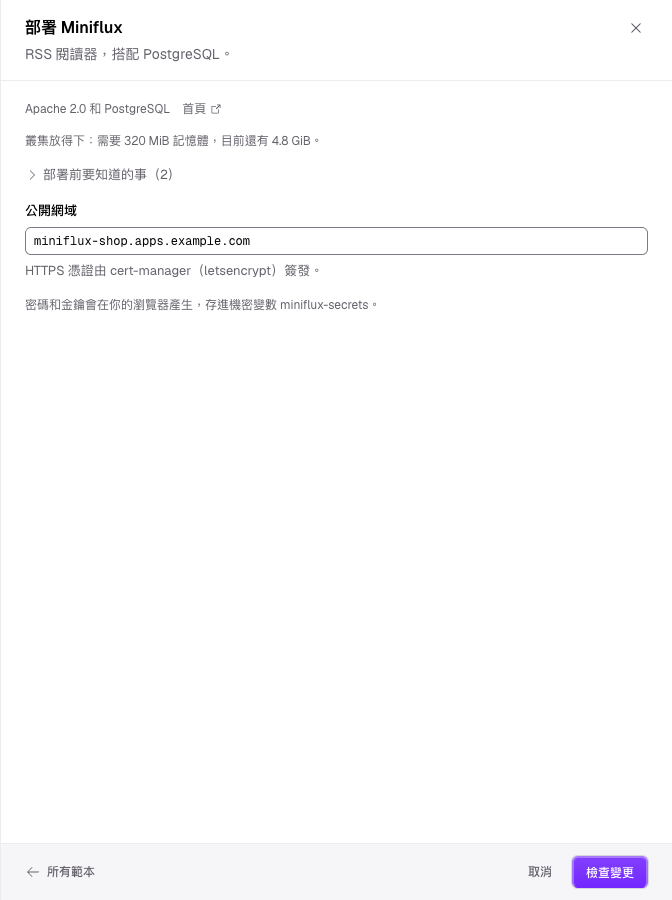 部署 Miniflux
RSS 閱讀器，搭配 PostgreSQL。
Apache 2.0 和 PostgreSQL 首頁
叢集放得下：需要 320 MiB 記憶體，目前還有 4.8 GiB。
部署前要知道的事（2）
公開網域
miniflux-shop.apps.example.com
HTTPS 憑證由 cert-manager（letsencrypt）簽發。
密碼和金鑰會在你的瀏覽器產生，存進機密變數 miniflux-secrets。
所有範本 取消 檢查變更